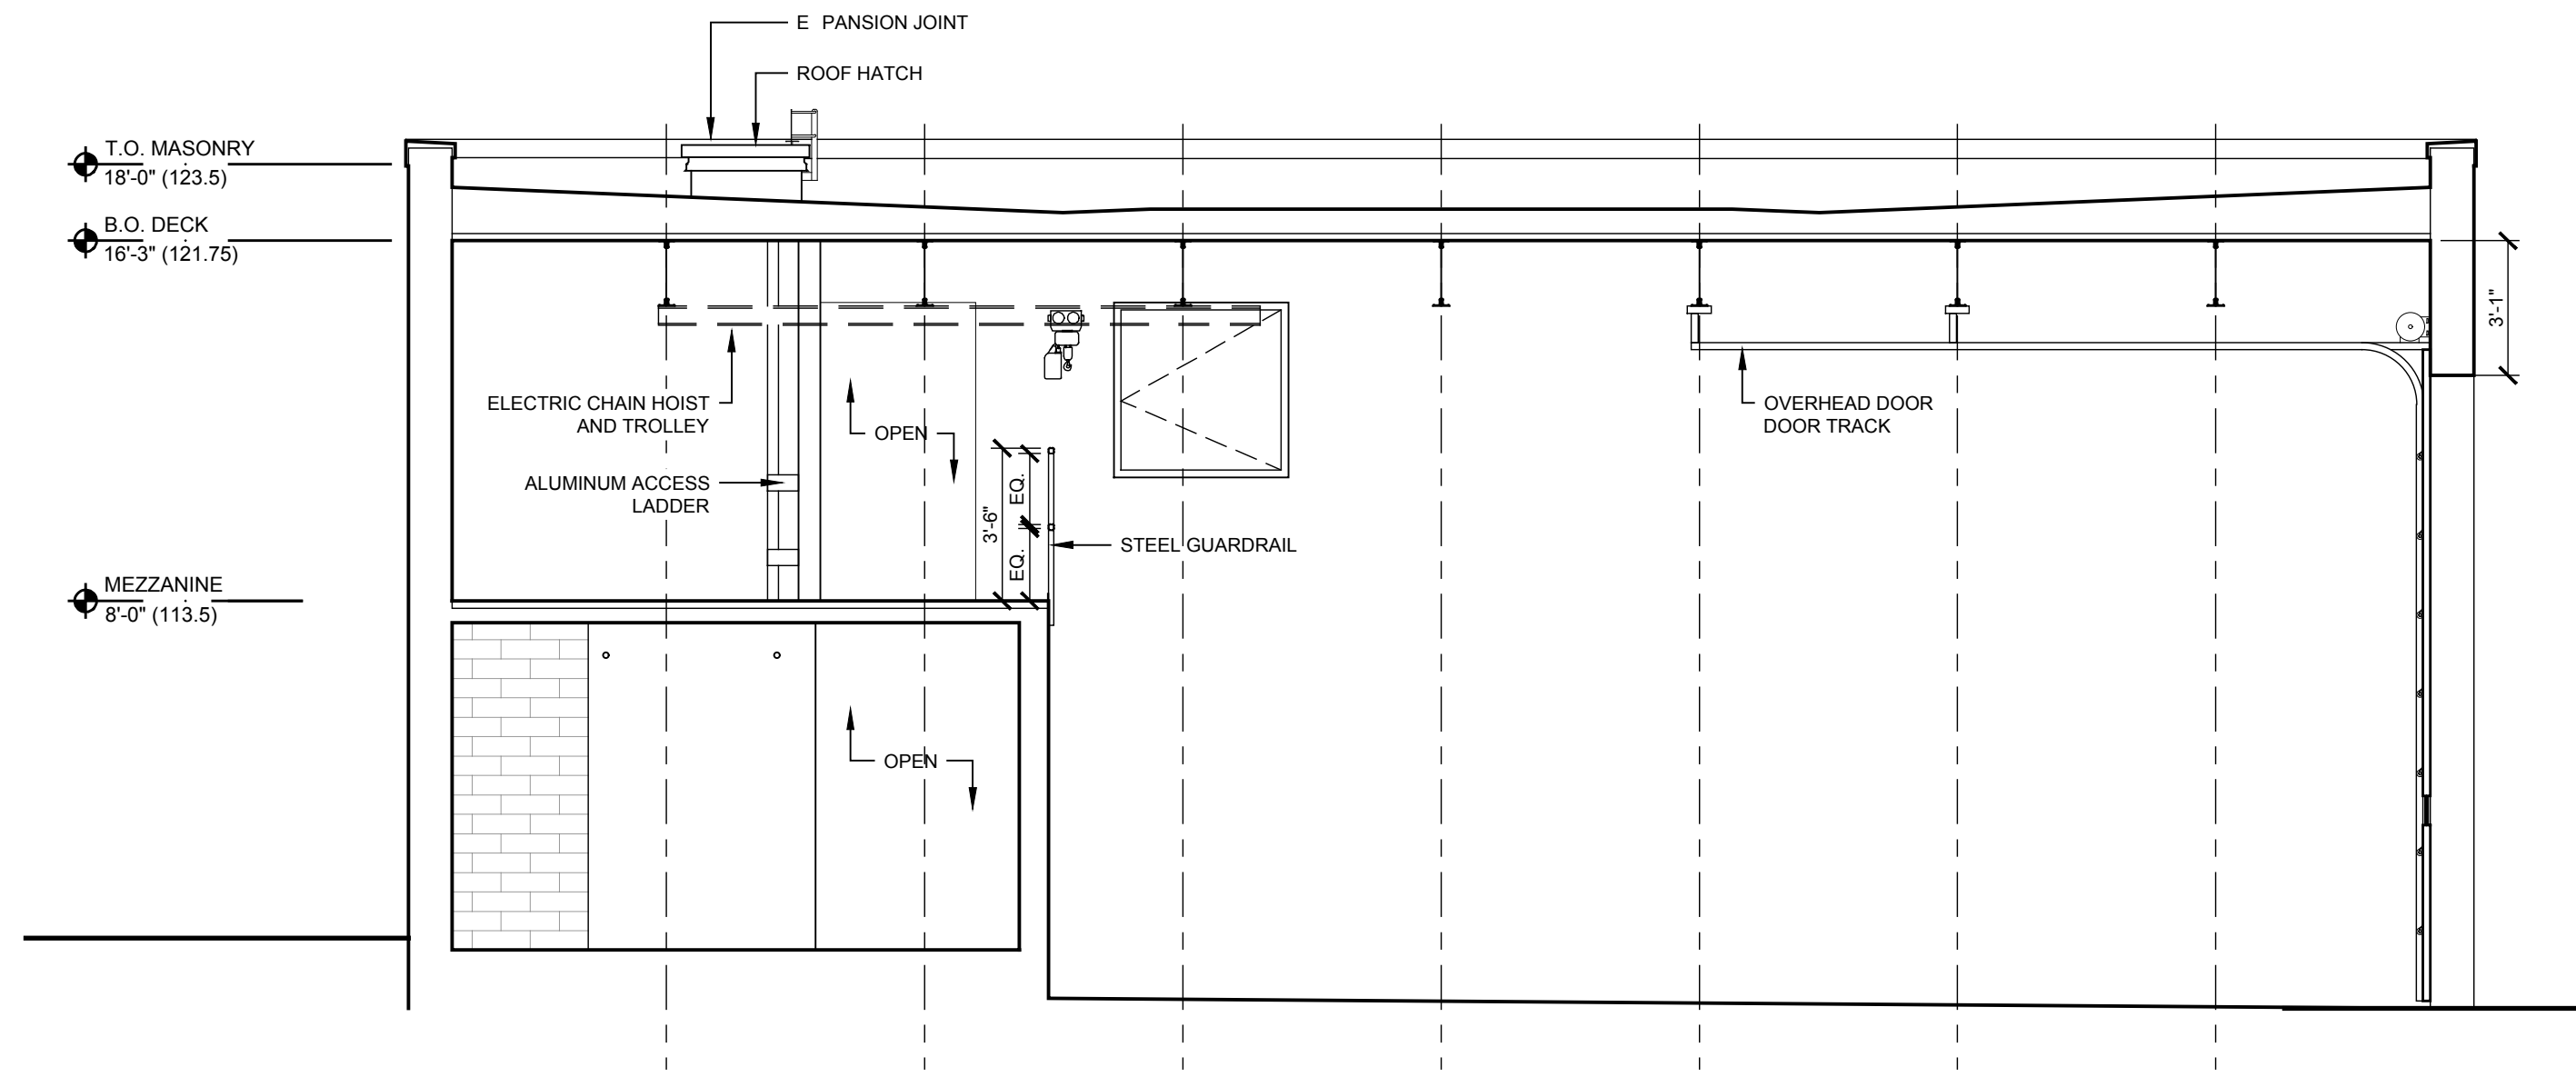 E PANSION JOINT
ROOF HATCH
T.O. MASONRY
18'-0" (123.5)
B.O. DECK
16'-3" (121.75)
3'-1"
ELECTRIC CHAIN HOIST
AND TROLLEY
OPEN
OVERHEAD DOOR
DOOR TRACK
ALUMINUM ACCESS
LADDER
EQ.
3'-6"
EQ.
STEEL GUARDRAIL
MEZZANINE
8'-0" (113.5)
OPEN